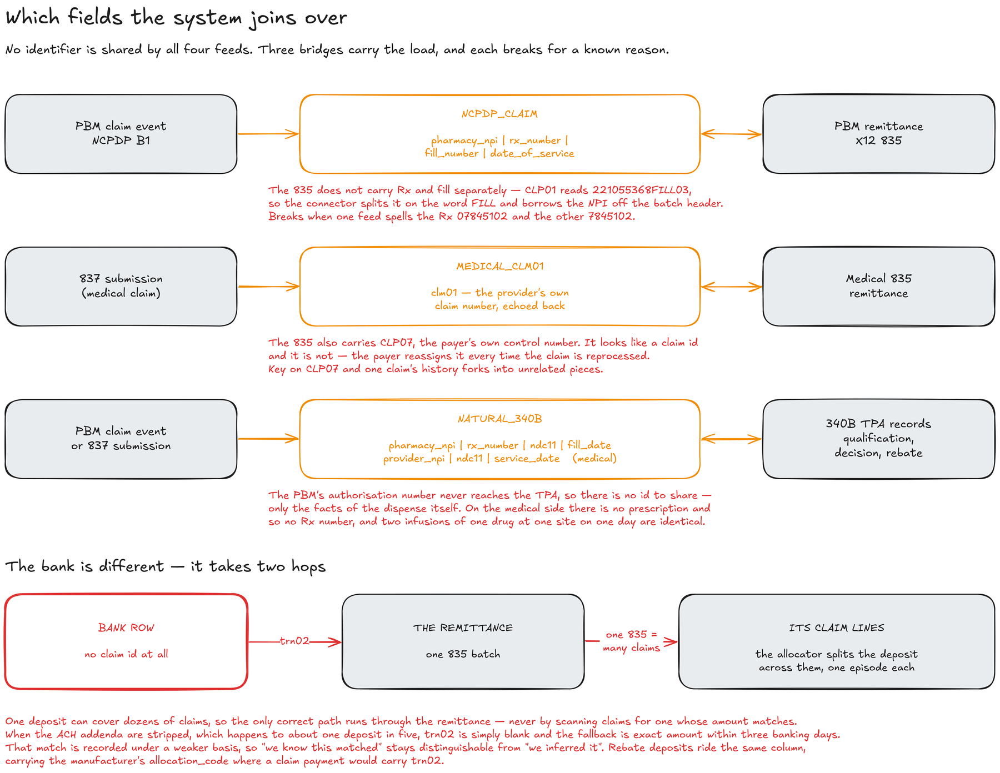 Which fields the system joins over
No identifier is shared by all four feeds. Three bridges carry the load, and each breaks for a known reason.
PBM claim event
NCPDP B1
NCPDP_CLAIM
pharmacy_npi | rx_number |
fill_number | date_of_service
PBM remittance
X12 835
The 835 does not carry Rx and fill separately — CLP01 reads 221055368FILL03,
so the connector splits it on the word FILL and borrows the NPI off the batch header.
Breaks when one feed spells the Rx 07845102 and the other 7845102.
837 submission
(medical claim)
MEDICAL_CLM01
clm01 — the provider's own
claim number, echoed back
Medical 835
remittance
The 835 also carries CLP07, the payer's own control number. It looks like a claim id
and it is not — the payer reassigns it every time the claim is reprocessed.
Key on CLP07 and one claim's history forks into unrelated pieces.
PBM claim event
or 837 submission
NATURAL_340B
pharmacy_npi | rx_number | ndc11 | fill_date
provider_npi | ndc11 | service_date (medical)
340B TPA records
qualification,
decision, rebate
The PBM's authorisation number never reaches the TPA, so there is no id to share —
only the facts of the dispense itself. On the medical side there is no prescription and
so no Rx number, and two infusions of one drug at one site on one day are identical.
The bank is different — it takes two hops
BANK ROW
no claim id at all
trn02
THE REMITTANCE
one 835 batch
one 835 =
many claims
ITS CLAIM LINES
the allocator splits the deposit
across them, one episode each
One deposit can cover dozens of claims, so the only correct path runs through the remittance — never by scanning claims for one whose amount matches.
When the ACH addenda are stripped, which happens to about one deposit in five, trn02 is simply blank and the fallback is exact amount within three banking days.
That match is recorded under a weaker basis, so "we know this matched" stays distinguishable from "we inferred it". Rebate deposits ride the same column,
carrying the manufacturer's allocation_code where a claim payment would carry trn02.